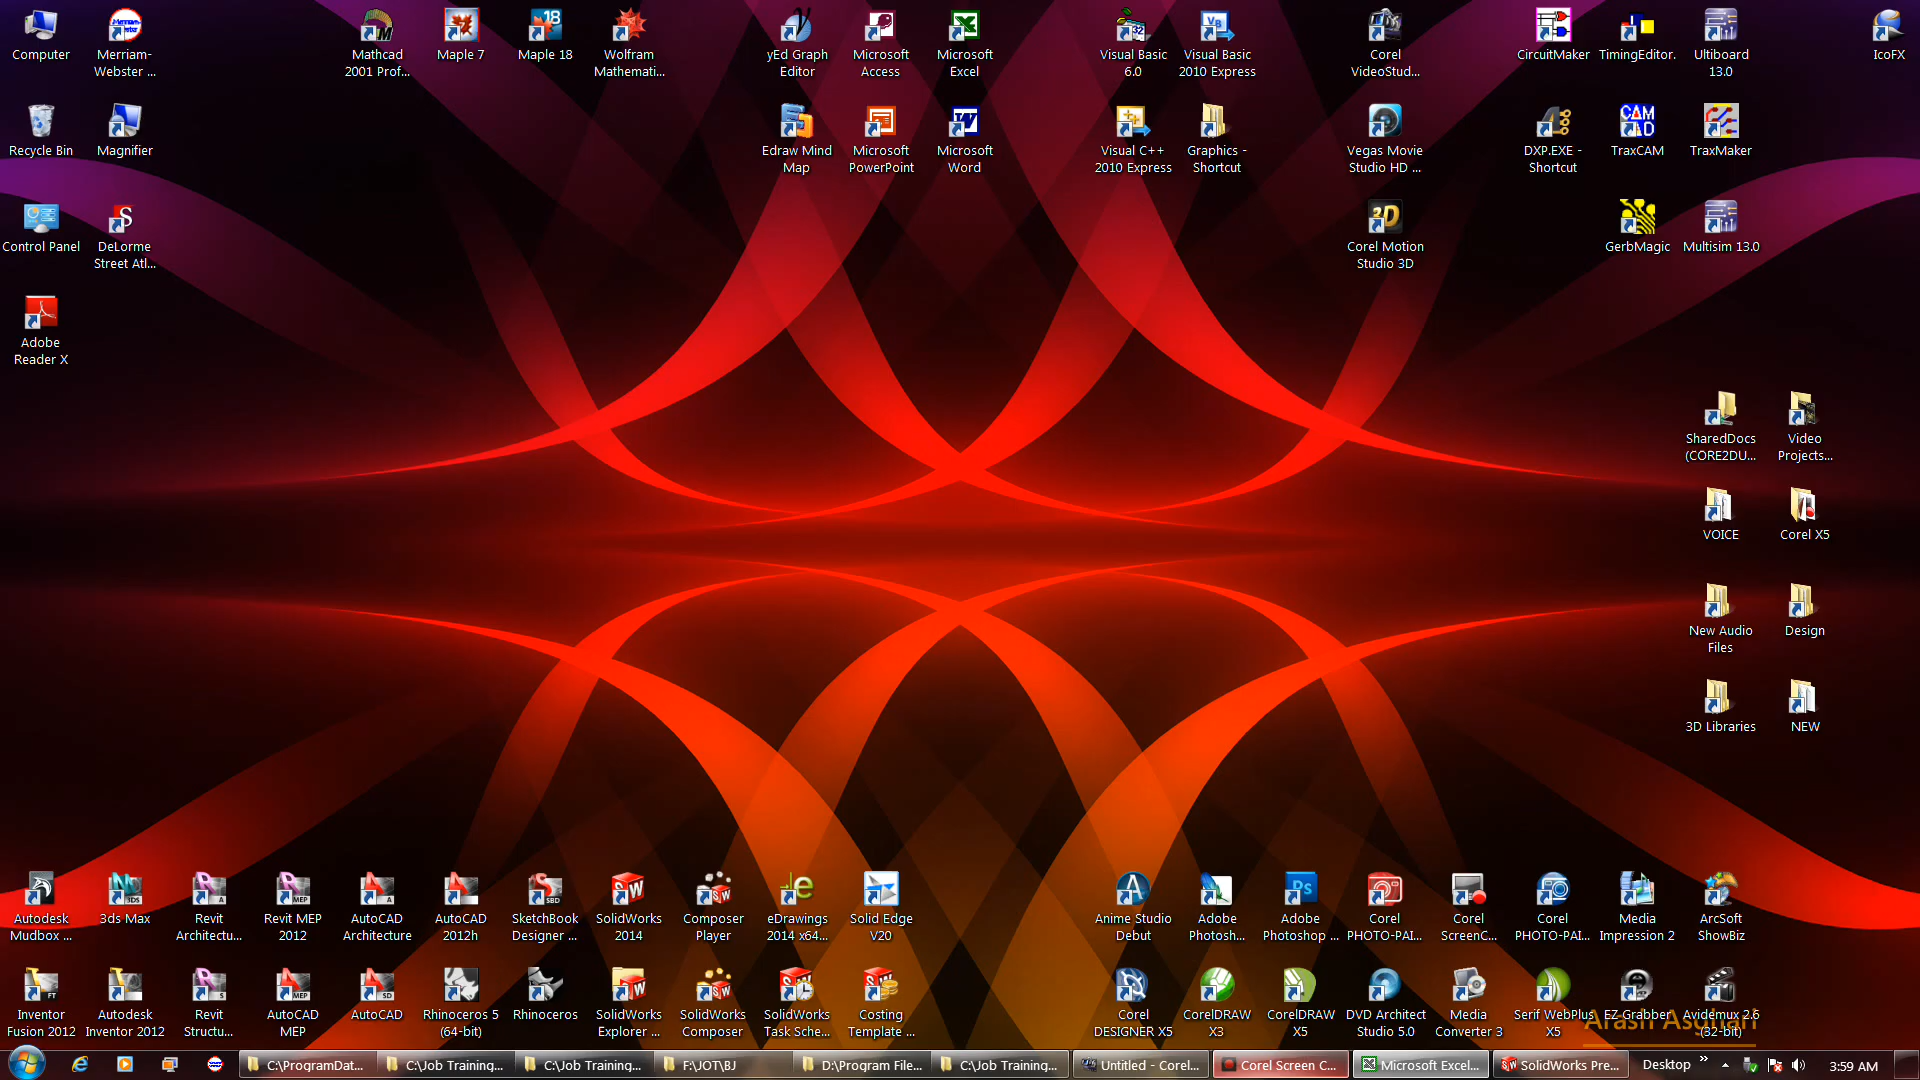 Computer
Merriam-
Webster ...
Mathcad
2001 Prof...
Maple 7
Maple 18
Wolfram
Mathemati...
yEd Graph
Editor
Microsoft
Access
Microsoft
Excel
Visual Basic
6.0
Visual Basic
2010 Express
Corel
VideoStud...
CircuitMaker
TimingEditor.
Ultiboard
13.0
IcoFX
Recycle Bin
Magnifier
Edraw Mind
Map
Microsoft
PowerPoint
Microsoft
Word
Visual C++
2010 Express
Graphics -
Shortcut
Vegas Movie
Studio HD ...
DXP.EXE -
Shortcut
TraxCAM
TraxMaker
Control Panel
DeLorme
Street Atl...
Corel Motion
Studio 3D
GerbMagic
Multisim 13.0
Adobe
Reader X
SharedDocs
(CORE2DU...
Video
Projects...
VOICE
Corel X5
New Audio
Files
Design
3D Libraries
NEW
Autodesk
Mudbox ...
3ds Max
Revit
Architectu...
Revit MEP
2012
AutoCAD
Architecture
AutoCAD
2012h
SketchBook
Designer ...
SolidWorks
2014
Composer
Player
eDrawings
2014 x64...
Solid Edge
V20
Anime Studio
Debut
Adobe
Photosh...
Adobe
Photoshop ...
Corel
PHOTO-PAI...
Corel
ScreenC...
Corel
PHOTO-PAI...
Media
Impression 2
ArcSoft
ShowBiz
Inventor
Fusion 2012
Autodesk
Inventor 2012
Revit
Structu...
AutoCAD
MEP
AutoCAD
Rhinoceros 5
(64-bit)
Rhinoceros
SolidWorks
Explorer ...
SolidWorks
Composer
SolidWorks
Task Sche...
Costing
Template ...
Corel
DESIGNER X5
CorelDRAW
X3
CorelDRAW
X5
DVD Architect
Studio 5.0
Media
Converter 3
Serif WebPlus
X5
EZ-Grabber
Avidemux 2.6
(32-bit)
Arash Asghari
C:\ProgramDat...
C:\Job Training...
C:\Job Training...
F:\JOT\BJ
D:\Program File...
C:\Job Training...
Untitled - Corel...
Corel Screen C...
Microsoft Excel...
SolidWorks Pre...
Desktop
3:59 AM